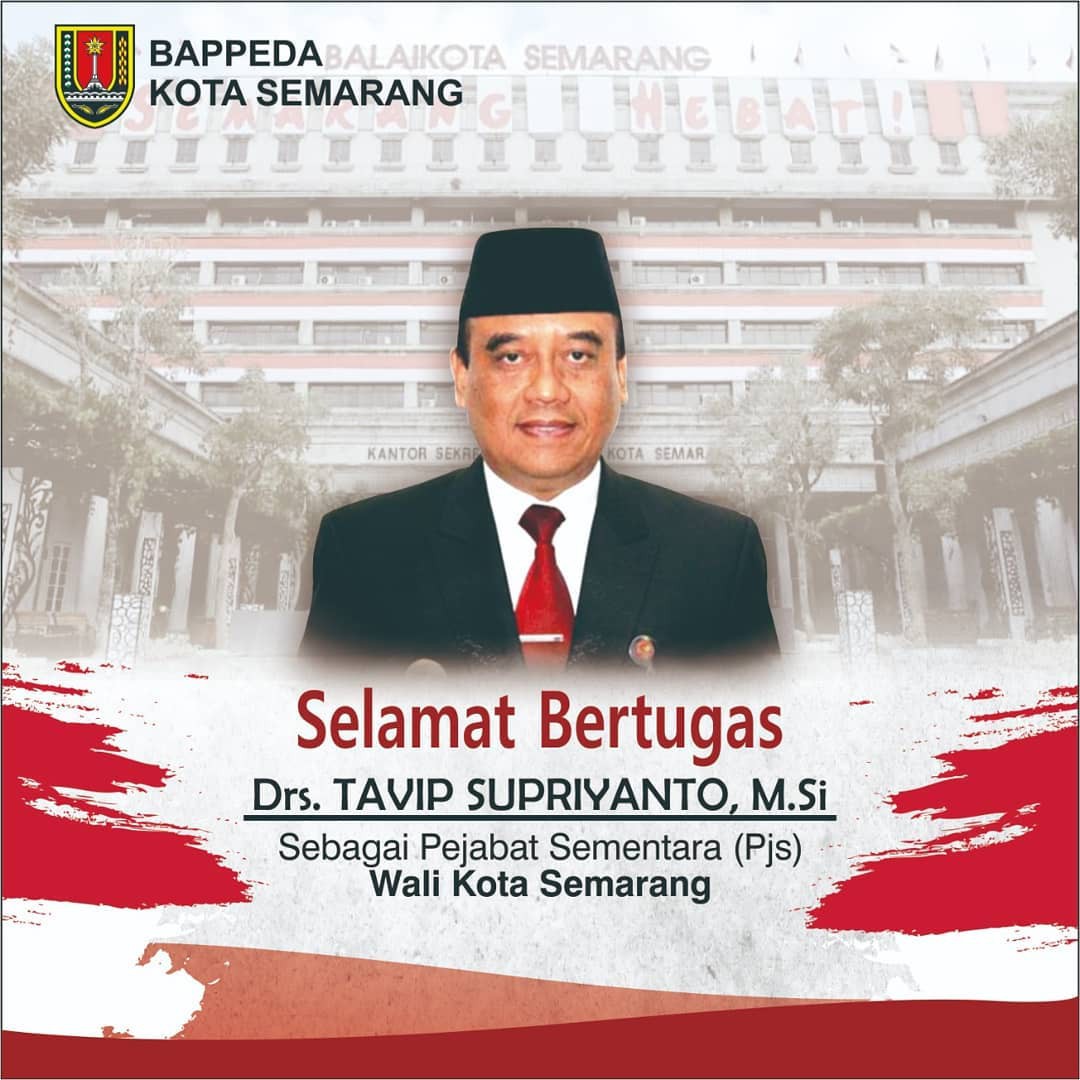 BAPPEDA
KOTA SEMARANG
BALAIKOTA SEMARANG
SEMARANG HEBAT!
KANTOR SEKRE KOTA SEMAR
Selamat Bertugas
Drs. TAVIP SUPRIYANTO, M.Si
Sebagai Pejabat Sementara (Pjs)
Wali Kota Semarang